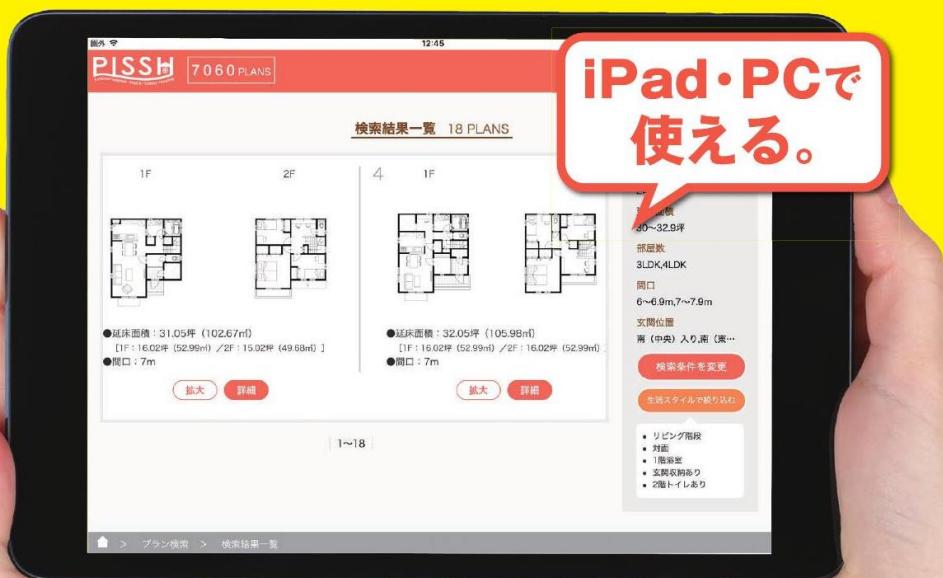 圏外
12:45
PISSH
7060 PLANS
iPad・PCで
使える。
検索結果一覧 18 PLANS
1F
2F
4
1F
●延床面積：31.05坪（102.67㎡）
[1F：16.02坪（52.99㎡）／2F：15.02坪（49.68㎡）]
●間口：7m
拡大
詳細
●延床面積：32.05坪（105.98㎡）
[1F：16.02坪（52.99㎡）／2F：16.02坪（52.99㎡）
●間口：7m
拡大
詳細
30〜32.9坪
部屋数
3LDK,4LDK
間口
6〜6.9m,7〜7.9m
玄関位置
南（中央）入り,南（東…
検索条件を変更
生活スタイルで絞り込む
• リビング階段
• 対面
• 1階浴室
• 玄関収納あり
• 2階トイレあり
1〜18
> プラン検索 > 検索結果一覧